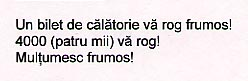 Un bilet de călătorie vă rog frumos!
4000 (patru mii) vă rog!
Mulțumesc frumos!